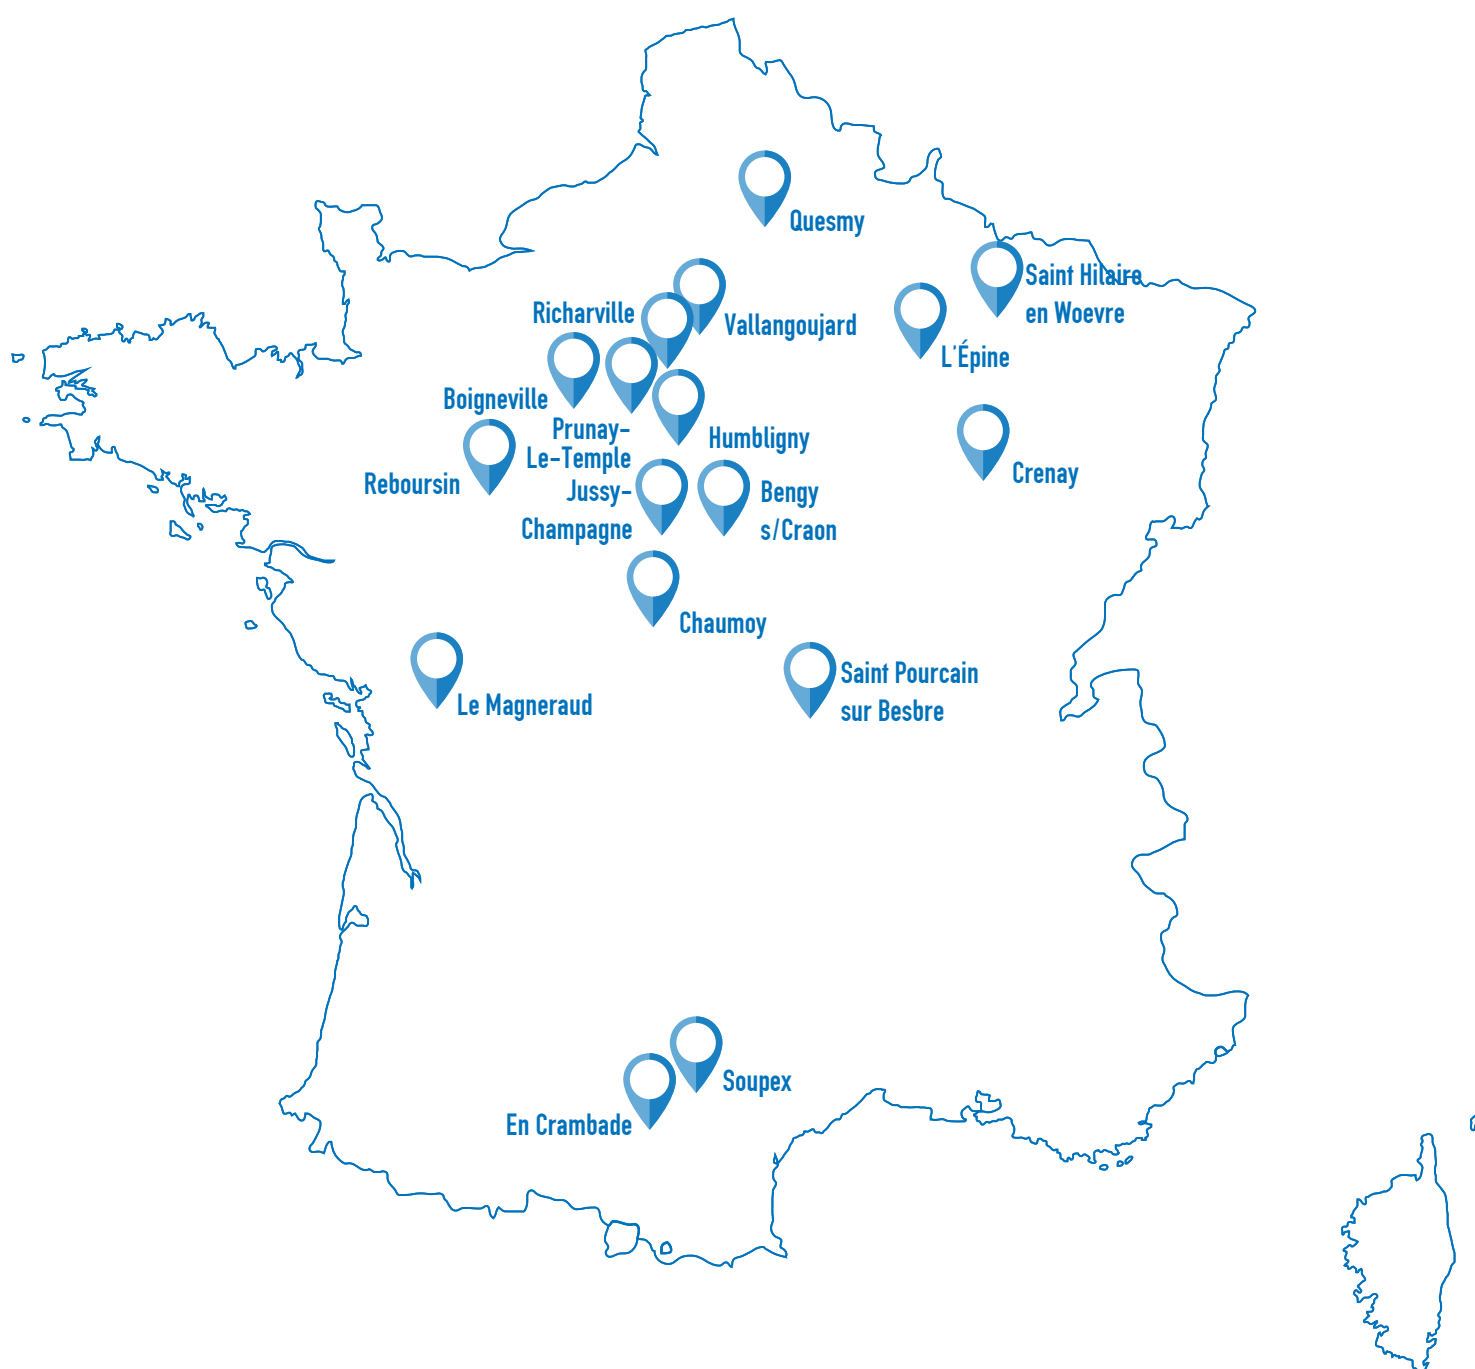 Quesmy
Saint Hilaire
en Woevre
Richarville
Vallangoujard
L'Épine
Boigneville
Prunay-
Le-Temple
Humbligny
Crenay
Reboursin
Jussy-
Champagne
Bengy
s/Craon
Chaumoy
Saint Pourcain
sur Besbre
Le Magneraud
Soupex
En Crambade